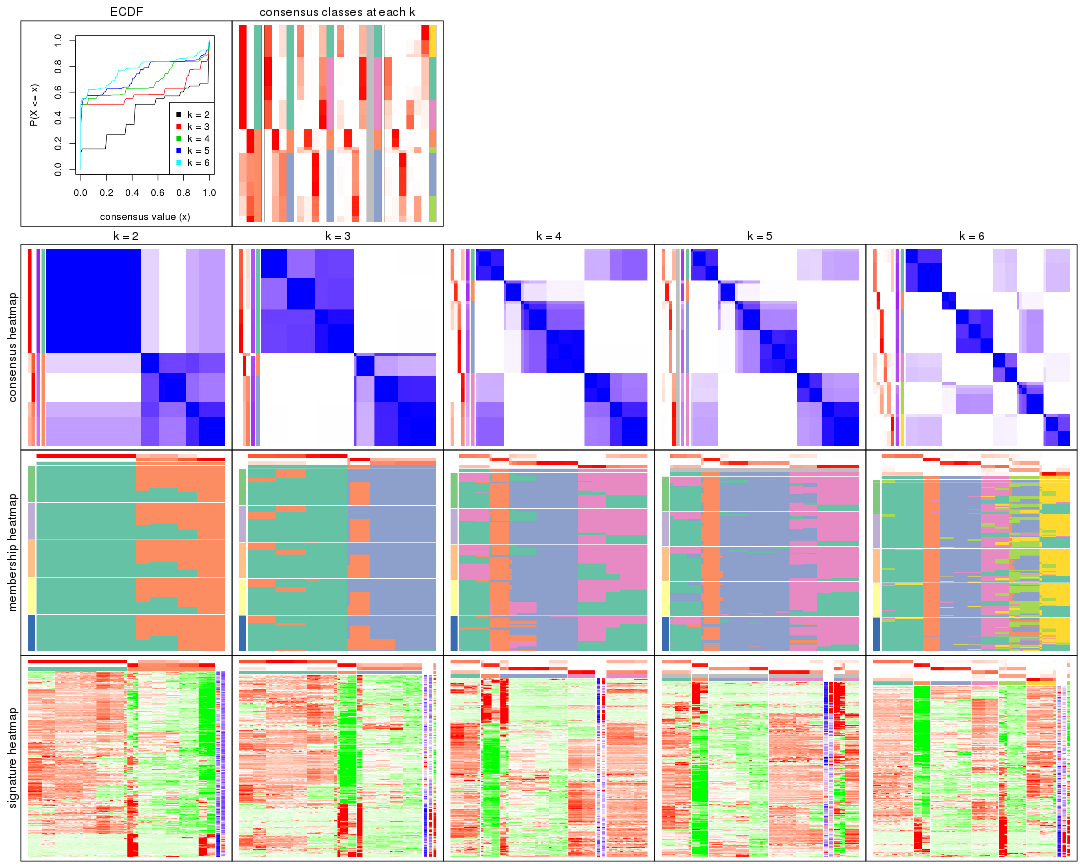 ECDF
consensus classes at each k
P(X <= x)
0.0 0.2 0.4 0.6 0.8 1.0
k = 2
k = 3
k = 4
k = 5
k = 6
0.0 0.2 0.4 0.6 0.8 1.0
consensus value (x)
k = 2
k = 3
k = 4
k = 5
k = 6
consensus heatmap
membership heatmap
signature heatmap